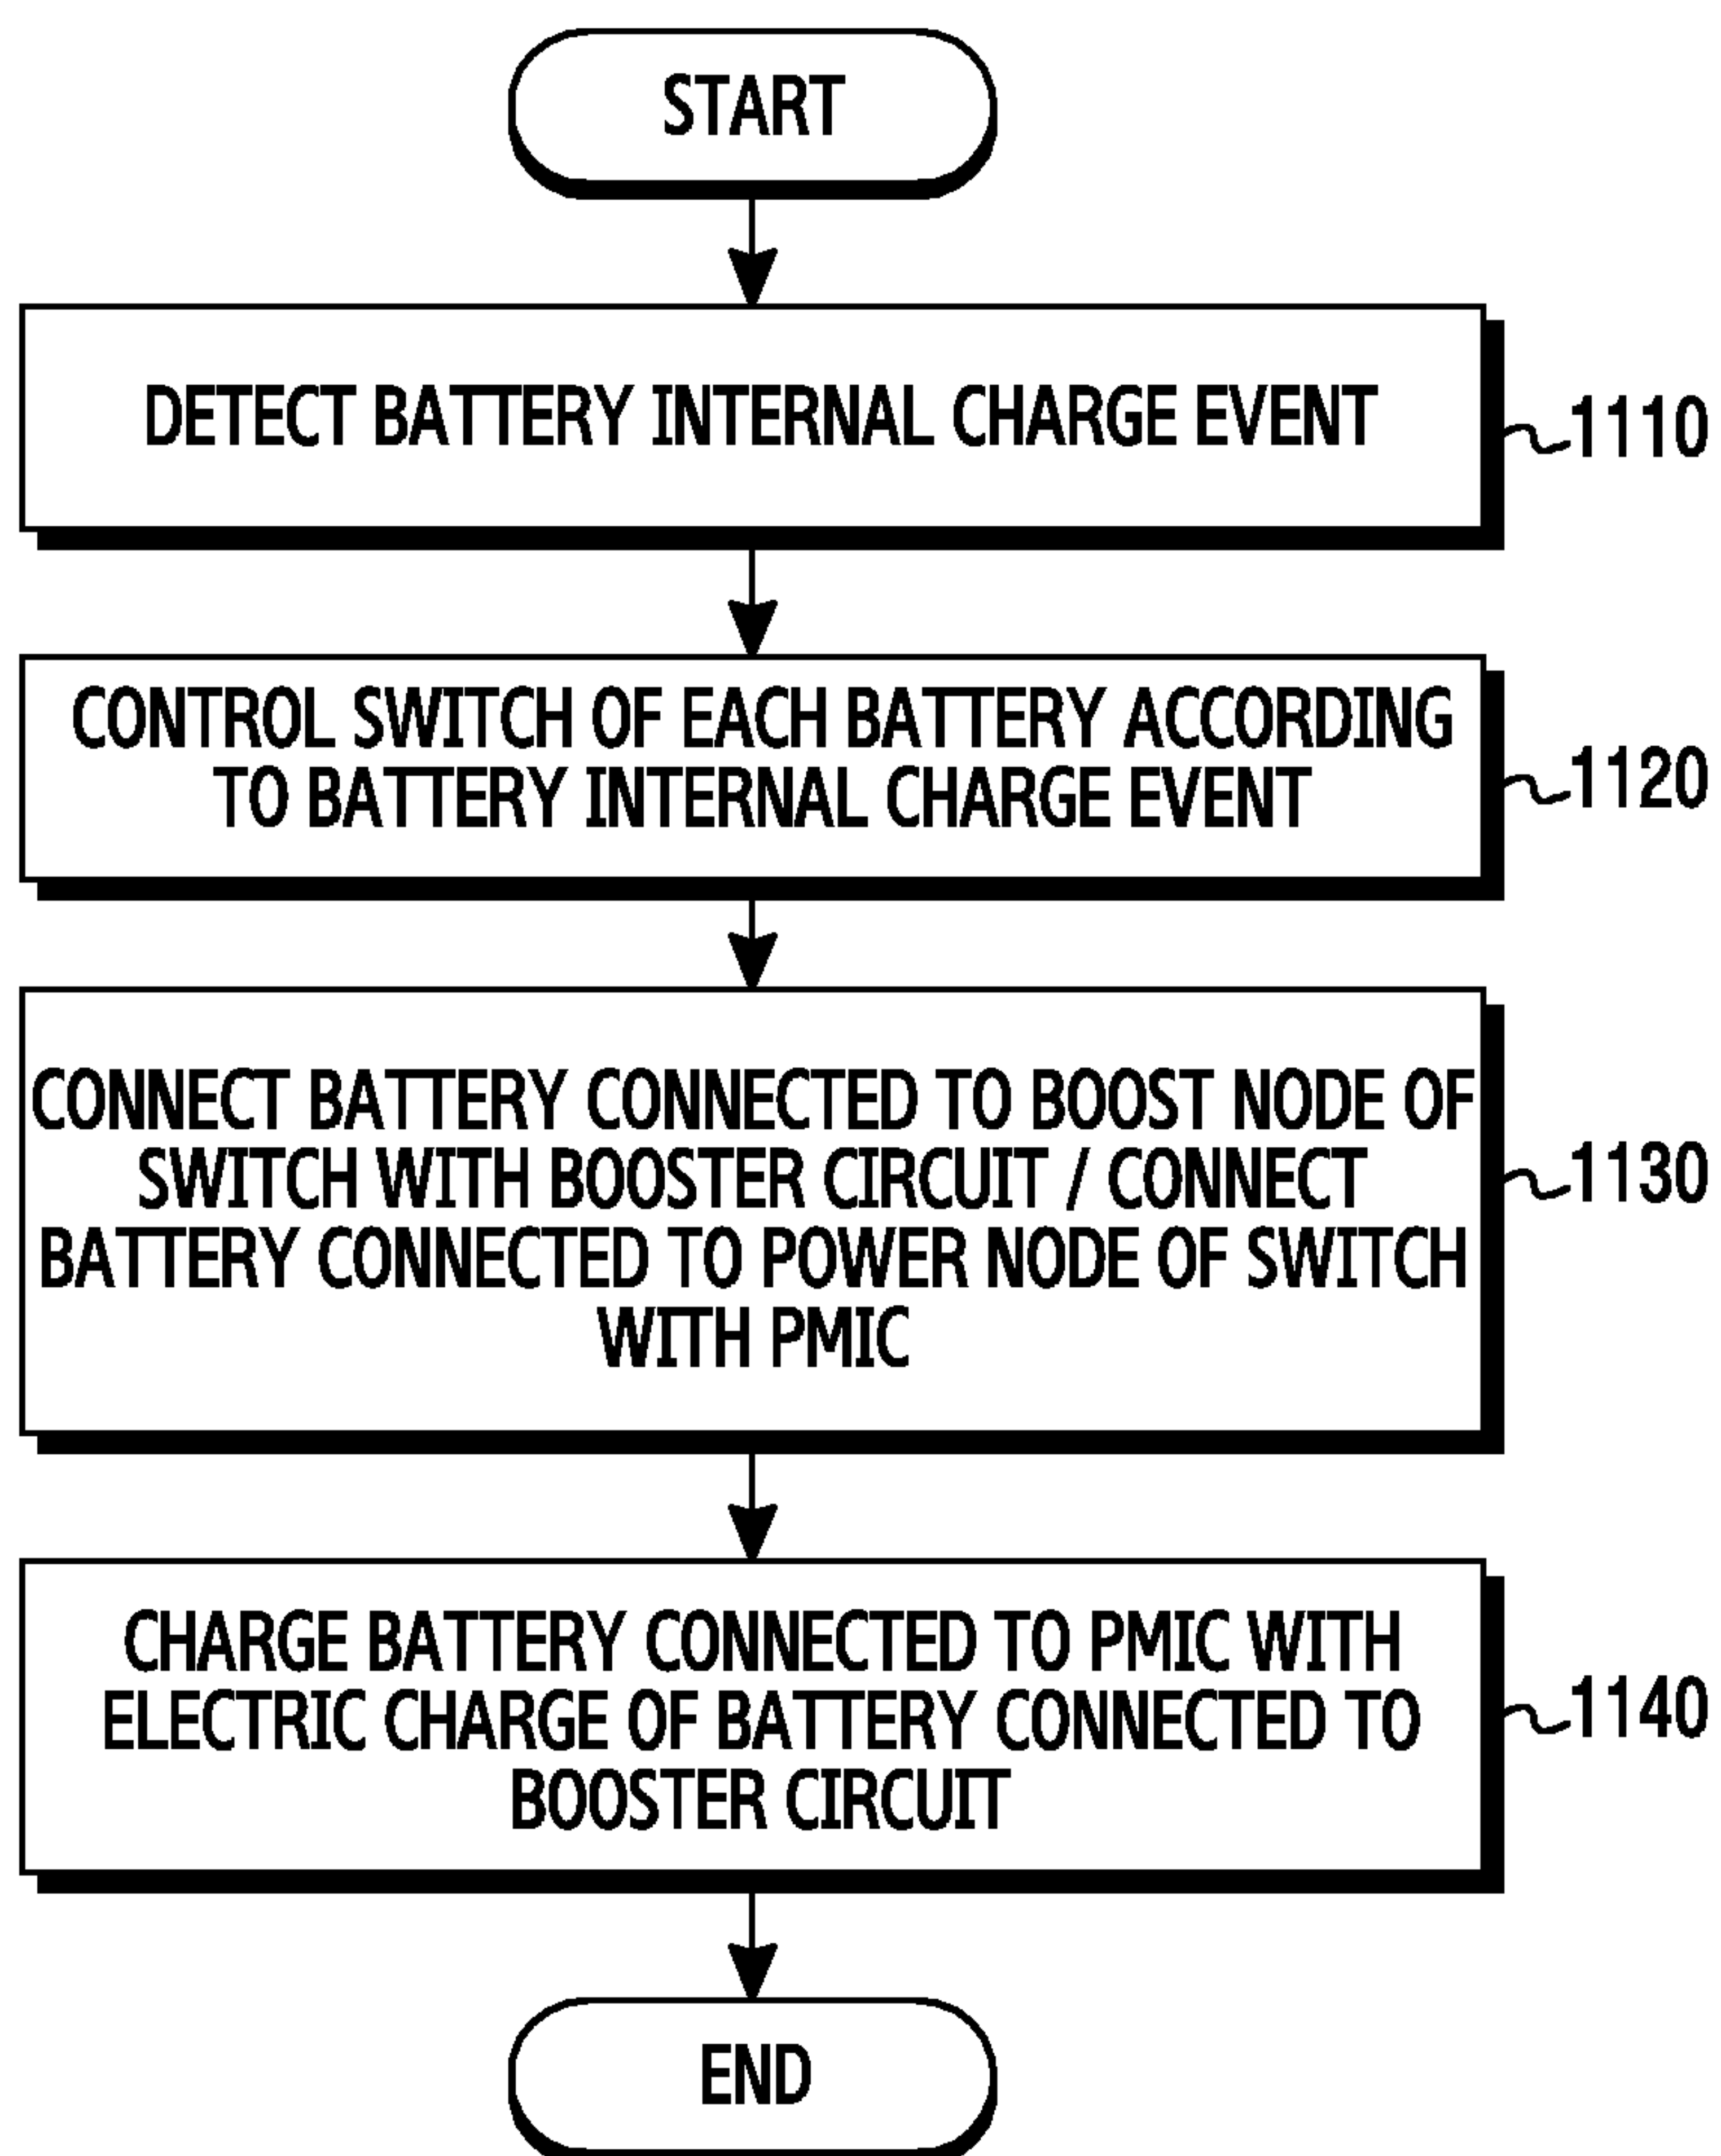 START
DETECT BATTERY INTERNAL CHARGE EVENT
1110
CONTROL SWITCH OF EACH BATTERY ACCORDING
TO BATTERY INTERNAL CHARGE EVENT
1120
CONNECT BATTERY CONNECTED TO BOOST NODE OF
SWITCH WITH BOOSTER CIRCUIT / CONNECT
BATTERY CONNECTED TO POWER NODE OF SWITCH
WITH PMIC
1130
CHARGE BATTERY CONNECTED TO PMIC WITH
ELECTRIC CHARGE OF BATTERY CONNECTED TO
BOOSTER CIRCUIT
1140
END